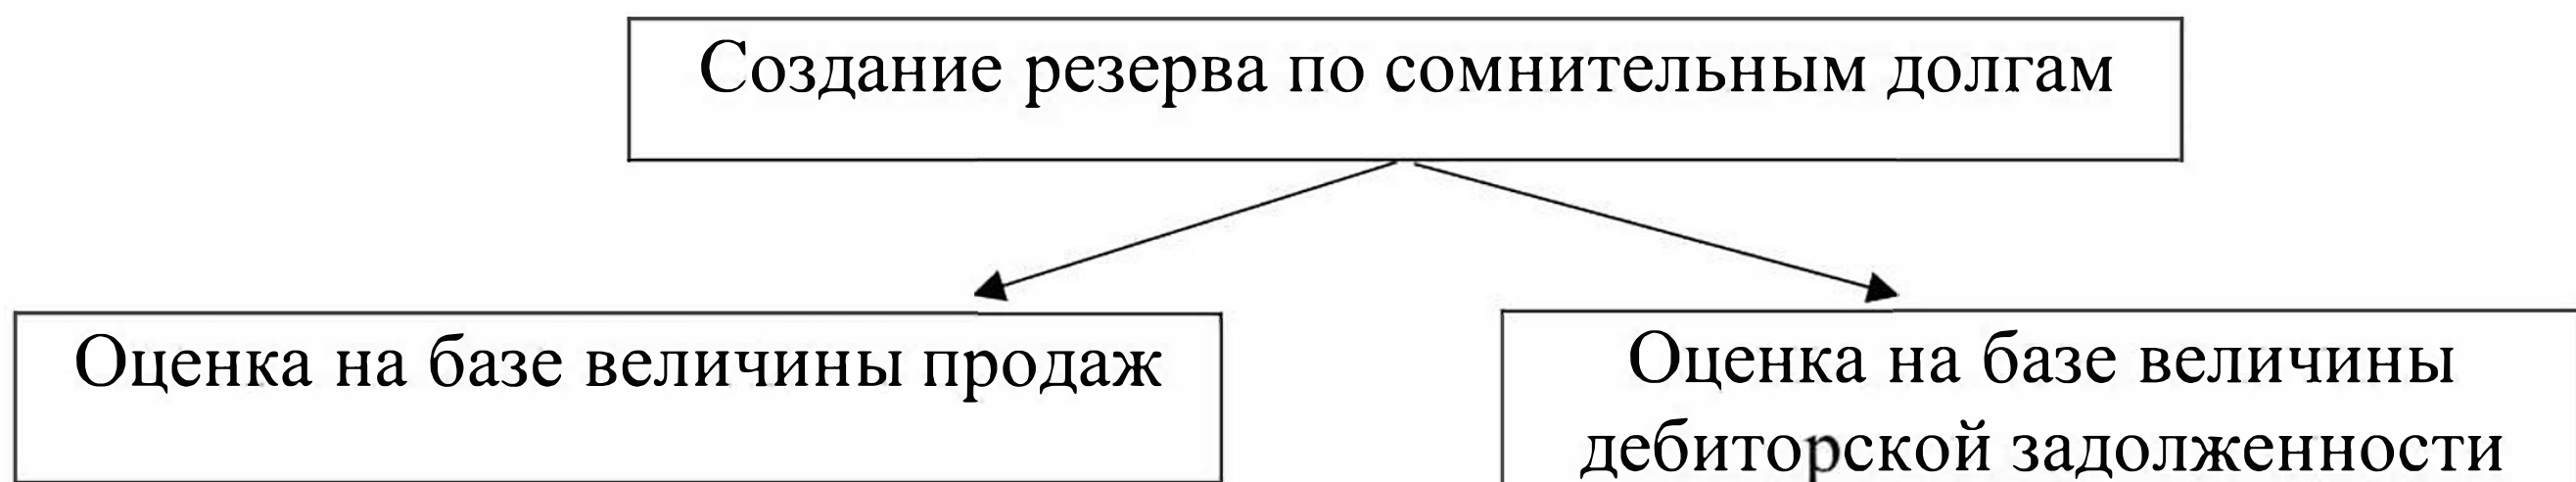 Создание резерва по сомнительным долгам
Оценка на базе величины продаж
Оценка на базе величины
дебиторской задолженности